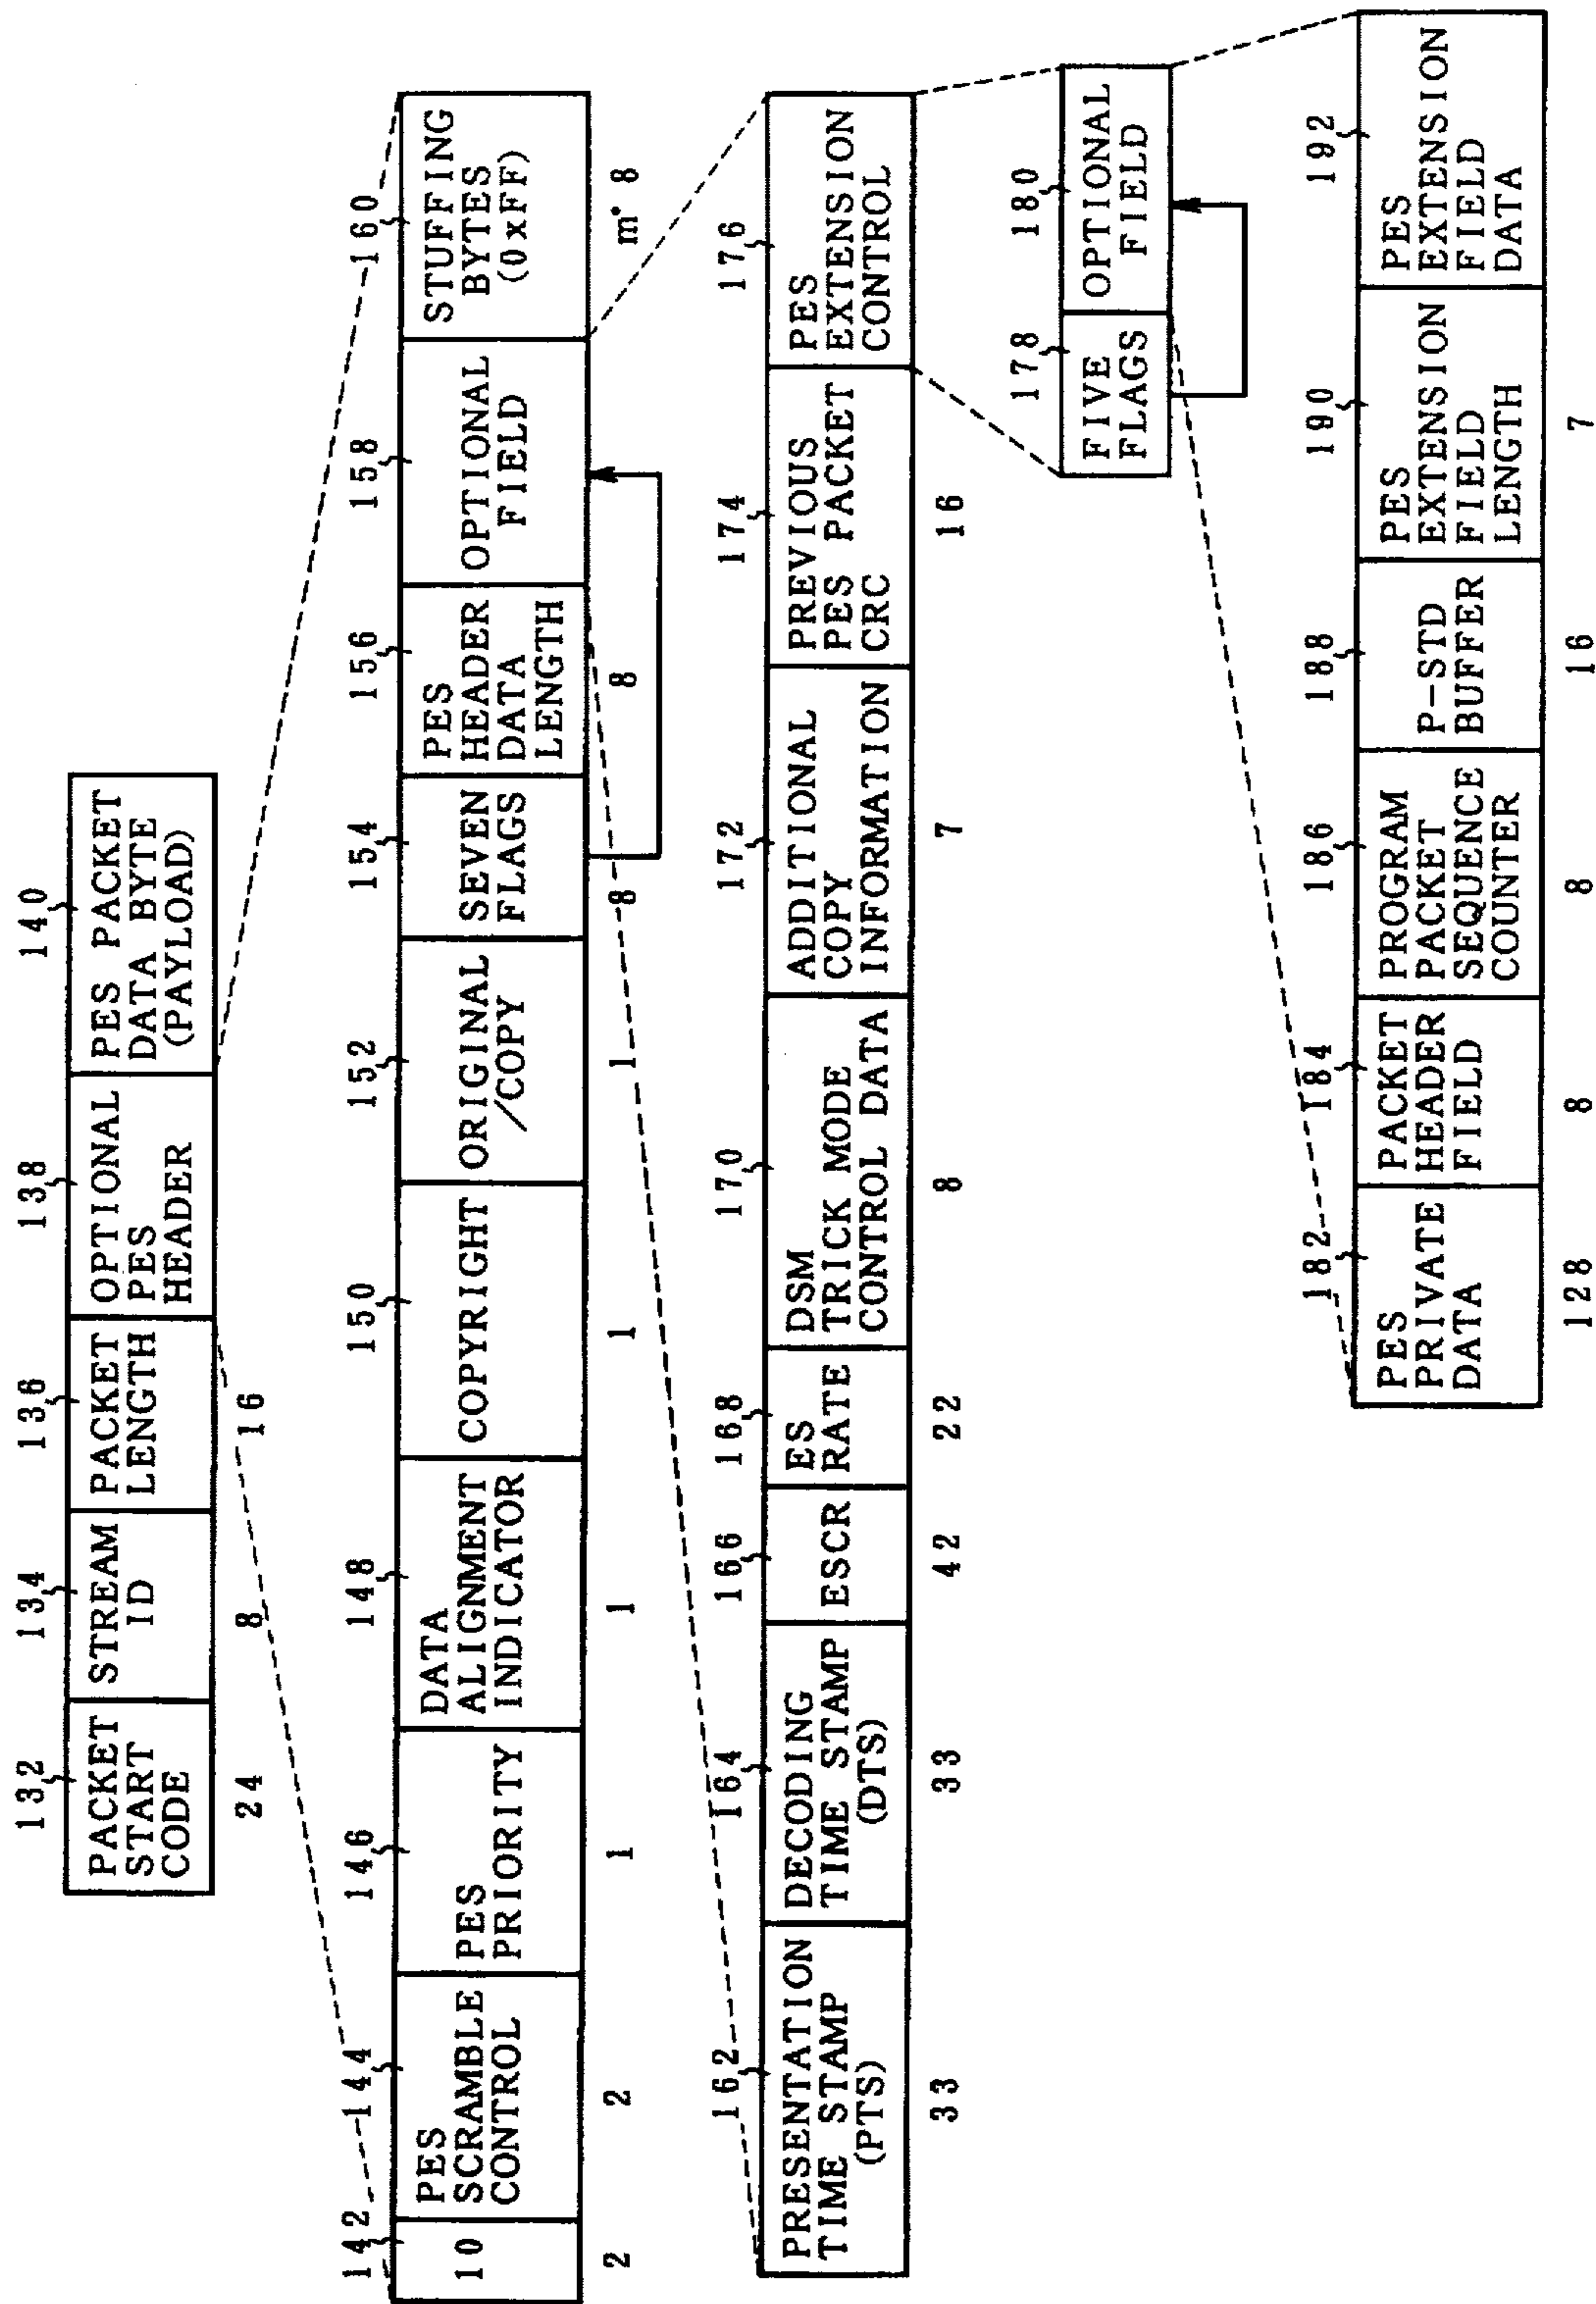 132 134 136 138 140
PACKET START CODE
STREAM ID
PACKET LENGTH
OPTIONAL PES HEADER
PES PACKET DATA BYTE (PAYLOAD)
24 8 16
142 144 146 148 150 152 154 156 158 160
10
PES SCRAMBLE CONTROL
PES PRIORITY
DATA ALIGNMENT INDICATOR
COPYRIGHT
ORIGINAL /COPY
SEVEN FLAGS
PES HEADER DATA LENGTH
OPTIONAL FIELD
STUFFING BYTES (0xFF)
2 2 1 1 1 1 8 8 m·8
162 164 166 168 170 172 174 176
PRESENTATION TIME STAMP (PTS)
DECODING TIME STAMP (DTS)
ESCR
ES RATE
DSM TRICK MODE CONTROL DATA
ADDITIONAL COPY INFORMATION
PREVIOUS PES PACKET CRC
PES EXTENSION CONTROL
33 33 42 22 8 7 16
178 180
FIVE FLAGS
OPTIONAL FIELD
182 184 186 188 190 192
PES PRIVATE DATA
PACKET HEADER FIELD
PROGRAM PACKET SEQUENCE COUNTER
P-STD BUFFER
PES EXTENSION FIELD LENGTH
PES EXTENSION FIELD DATA
128 8 8 16 7